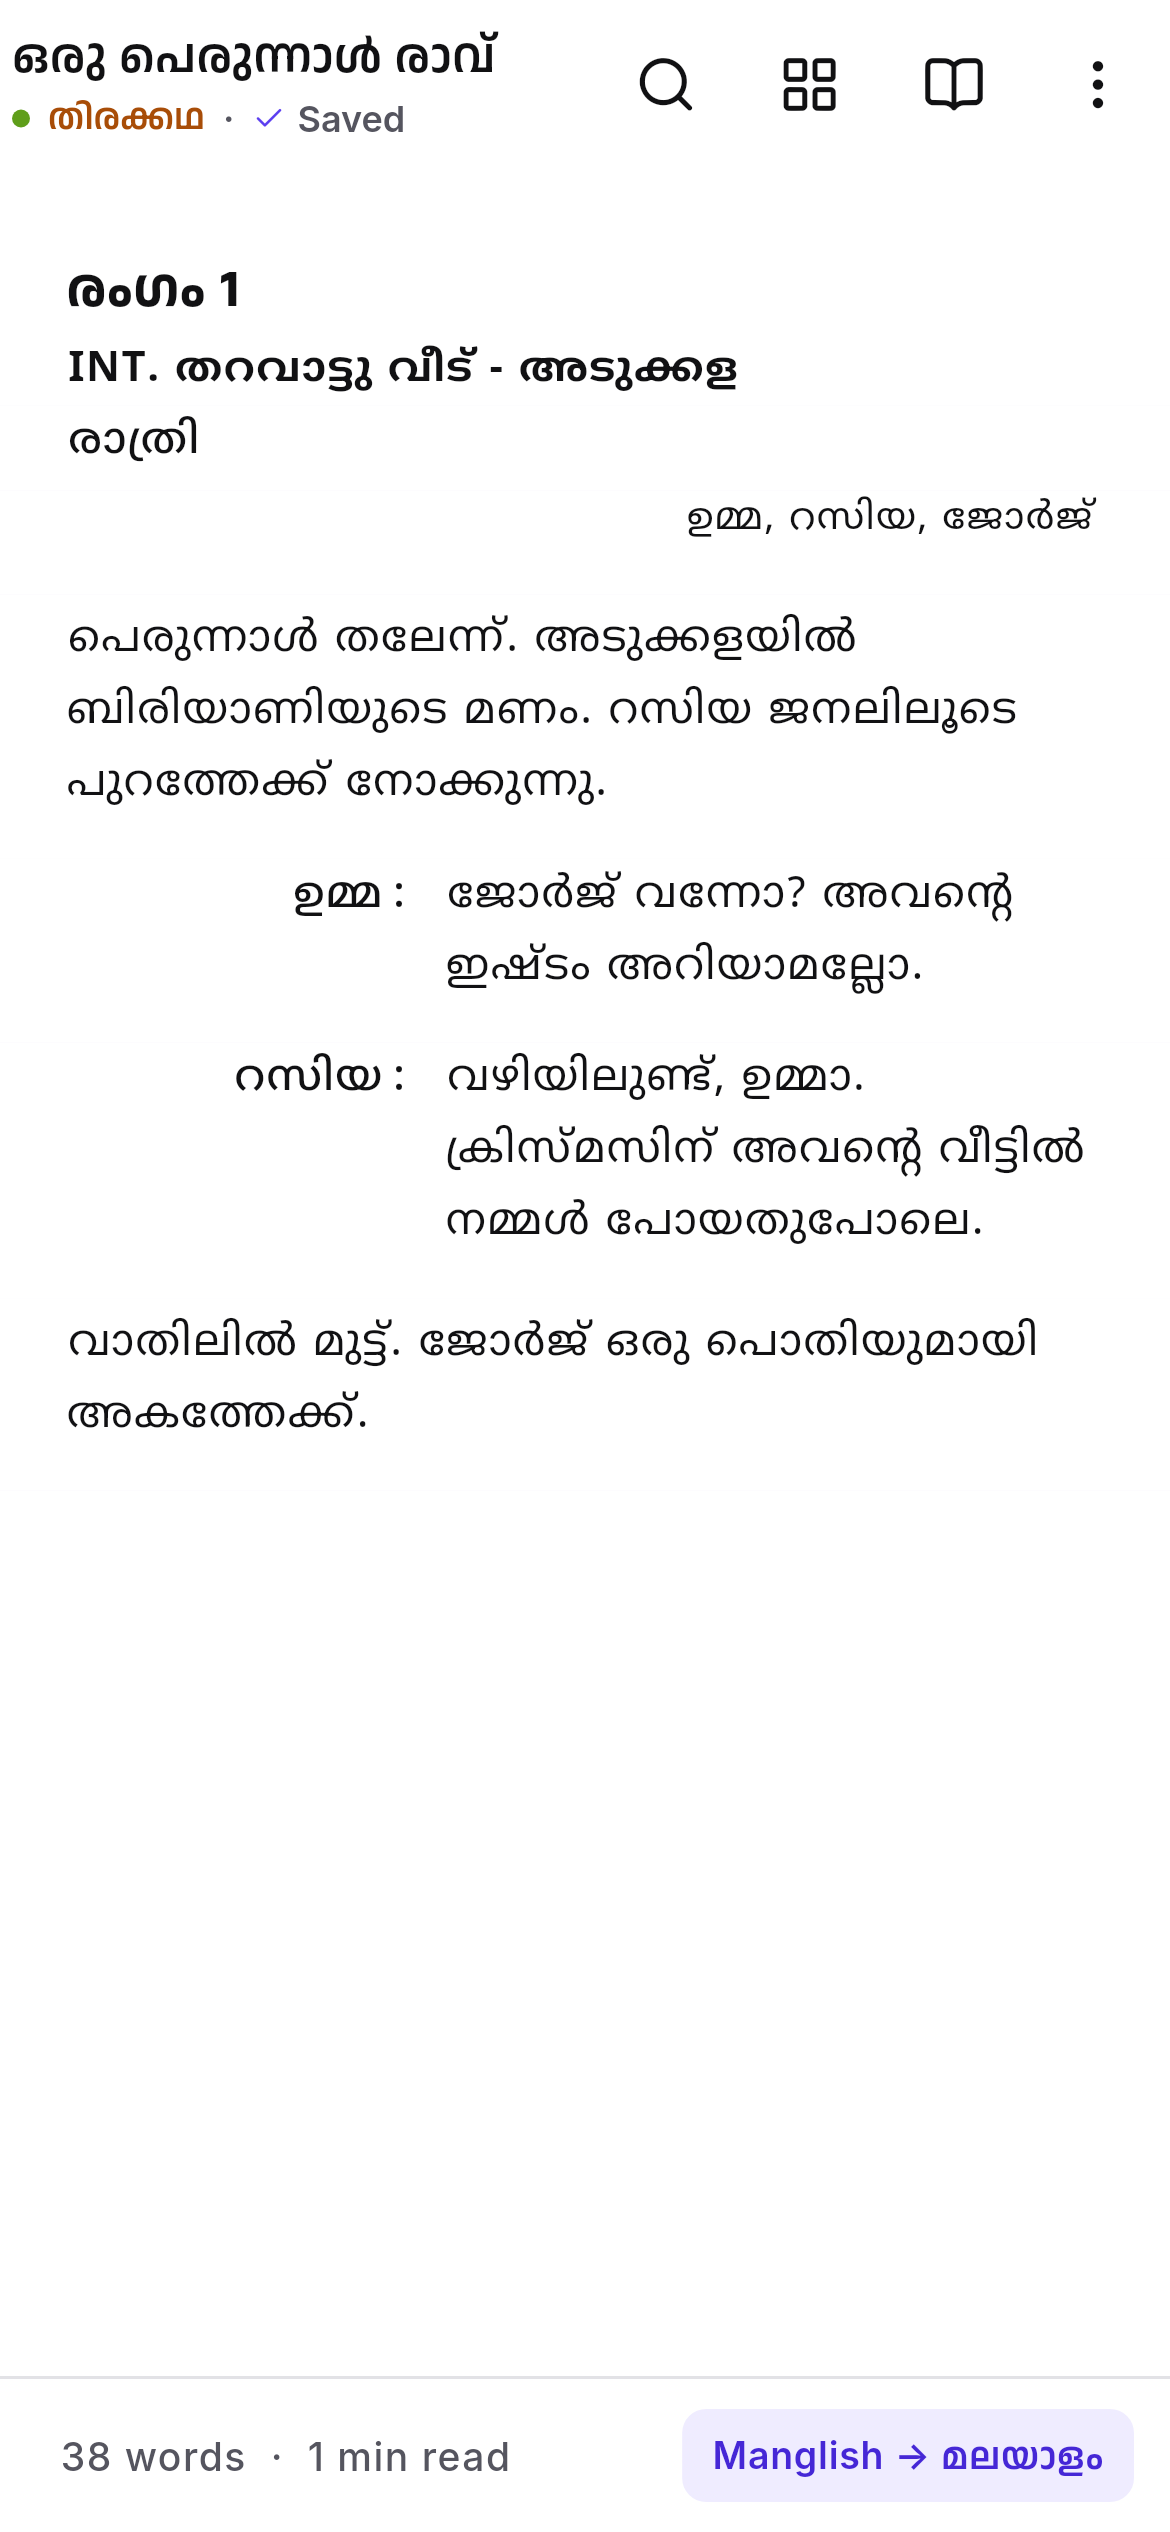 ഒരു പെരുന്നാൾ രാവ്
തിരക്കഥ · ✓ Saved
രംഗം 1
INT. തറവാട്ടു വീട് - അടുക്കള
രാത്രി
ഉമ്മ, റസിയ, ജോർജ്
പെരുന്നാൾ തലേന്ന്. അടുക്കളയിൽ
ബിരിയാണിയുടെ മണം. റസിയ ജനലിലൂടെ
പുറത്തേക്ക് നോക്കുന്നു.
ഉമ്മ : ജോർജ് വന്നോ? അവന്റെ
ഇഷ്ടം അറിയാമല്ലോ.
റസിയ : വഴിയിലുണ്ട്, ഉമ്മാ.
ക്രിസ്മസിന് അവന്റെ വീട്ടിൽ
നമ്മൾ പോയതുപോലെ.
വാതിലിൽ മുട്ട്. ജോർജ് ഒരു പൊതിയുമായി
അകത്തേക്ക്.
38 words · 1 min read
Manglish → മലയാളം